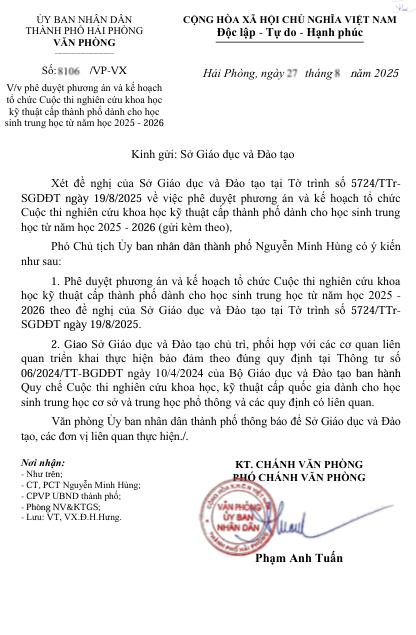 ỦY BAN NHÂN DÂN
THÀNH PHỐ HẢI PHÒNG
VĂN PHÒNG
CỘNG HÒA XÃ HỘI CHỦ NGHĨA VIỆT NAM
Độc lập - Tự do - Hạnh phúc
Số: 8106 /VP-VX
Hải Phòng, ngày 27 tháng 8 năm 2025
V/v phê duyệt phương án và kế hoạch
tổ chức Cuộc thi nghiên cứu khoa học
kỹ thuật cấp thành phố dành cho học
sinh trung học từ năm học 2025 - 2026
Kính gửi: Sở Giáo dục và Đào tạo
Xét đề nghị của Sở Giáo dục và Đào tạo tại Tờ trình số 5724/TTr-
SGDĐT ngày 19/8/2025 về việc phê duyệt phương án và kế hoạch tổ chức
Cuộc thi nghiên cứu khoa học kỹ thuật cấp thành phố dành cho học sinh trung
học từ năm học 2025 - 2026 (gửi kèm theo),
Phó Chủ tịch Ủy ban nhân dân thành phố Nguyễn Minh Hùng có ý kiến
như sau:
1. Phê duyệt phương án và kế hoạch tổ chức Cuộc thi nghiên cứu khoa
học kỹ thuật cấp thành phố dành cho học sinh trung học từ năm học 2025 -
2026 theo đề nghị của Sở Giáo dục và Đào tạo tại Tờ trình số 5724/TTr-
SGDĐT ngày 19/8/2025.
2. Giao Sở Giáo dục và Đào tạo chủ trì, phối hợp với các cơ quan liên
quan triển khai thực hiện bảo đảm theo đúng quy định tại Thông tư số
06/2024/TT-BGDĐT ngày 10/4/2024 của Bộ Giáo dục và Đào tạo ban hành
Quy chế Cuộc thi nghiên cứu khoa học, kỹ thuật cấp quốc gia dành cho học
sinh trung học cơ sở và trung học phổ thông và các quy định có liên quan.
Văn phòng Ủy ban nhân dân thành phố thông báo để Sở Giáo dục và Đào
tạo, các đơn vị liên quan thực hiện./.
Nơi nhận:
- Như trên;
- CT, PCT Nguyễn Minh Hùng;
- CPVP UBND thành phố;
- Phòng NV&KTGS;
- Lưu: VT, VX.Đ.H.Hưng.
KT. CHÁNH VĂN PHÒNG
PHÓ CHÁNH VĂN PHÒNG
VĂN PHÒNG
ỦY BAN
NHÂN DÂN
Phạm Anh Tuấn